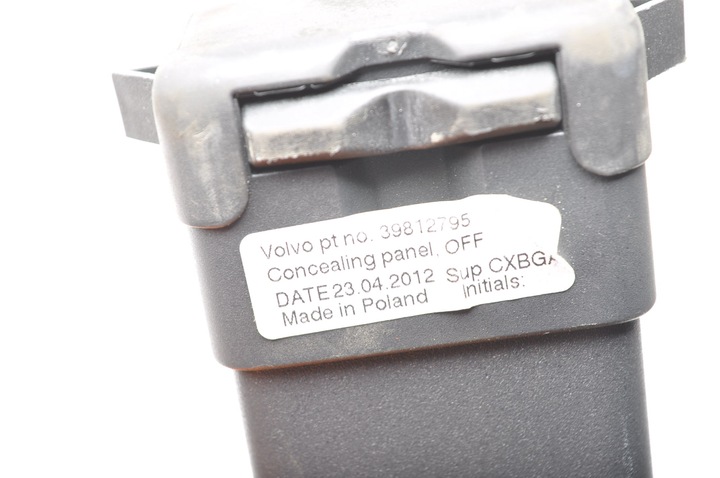 Volvo pt no. 39812795
Concealing panel, OFF
DATE 23.04.2012 Sup CXBGA
Made in Poland Initials: